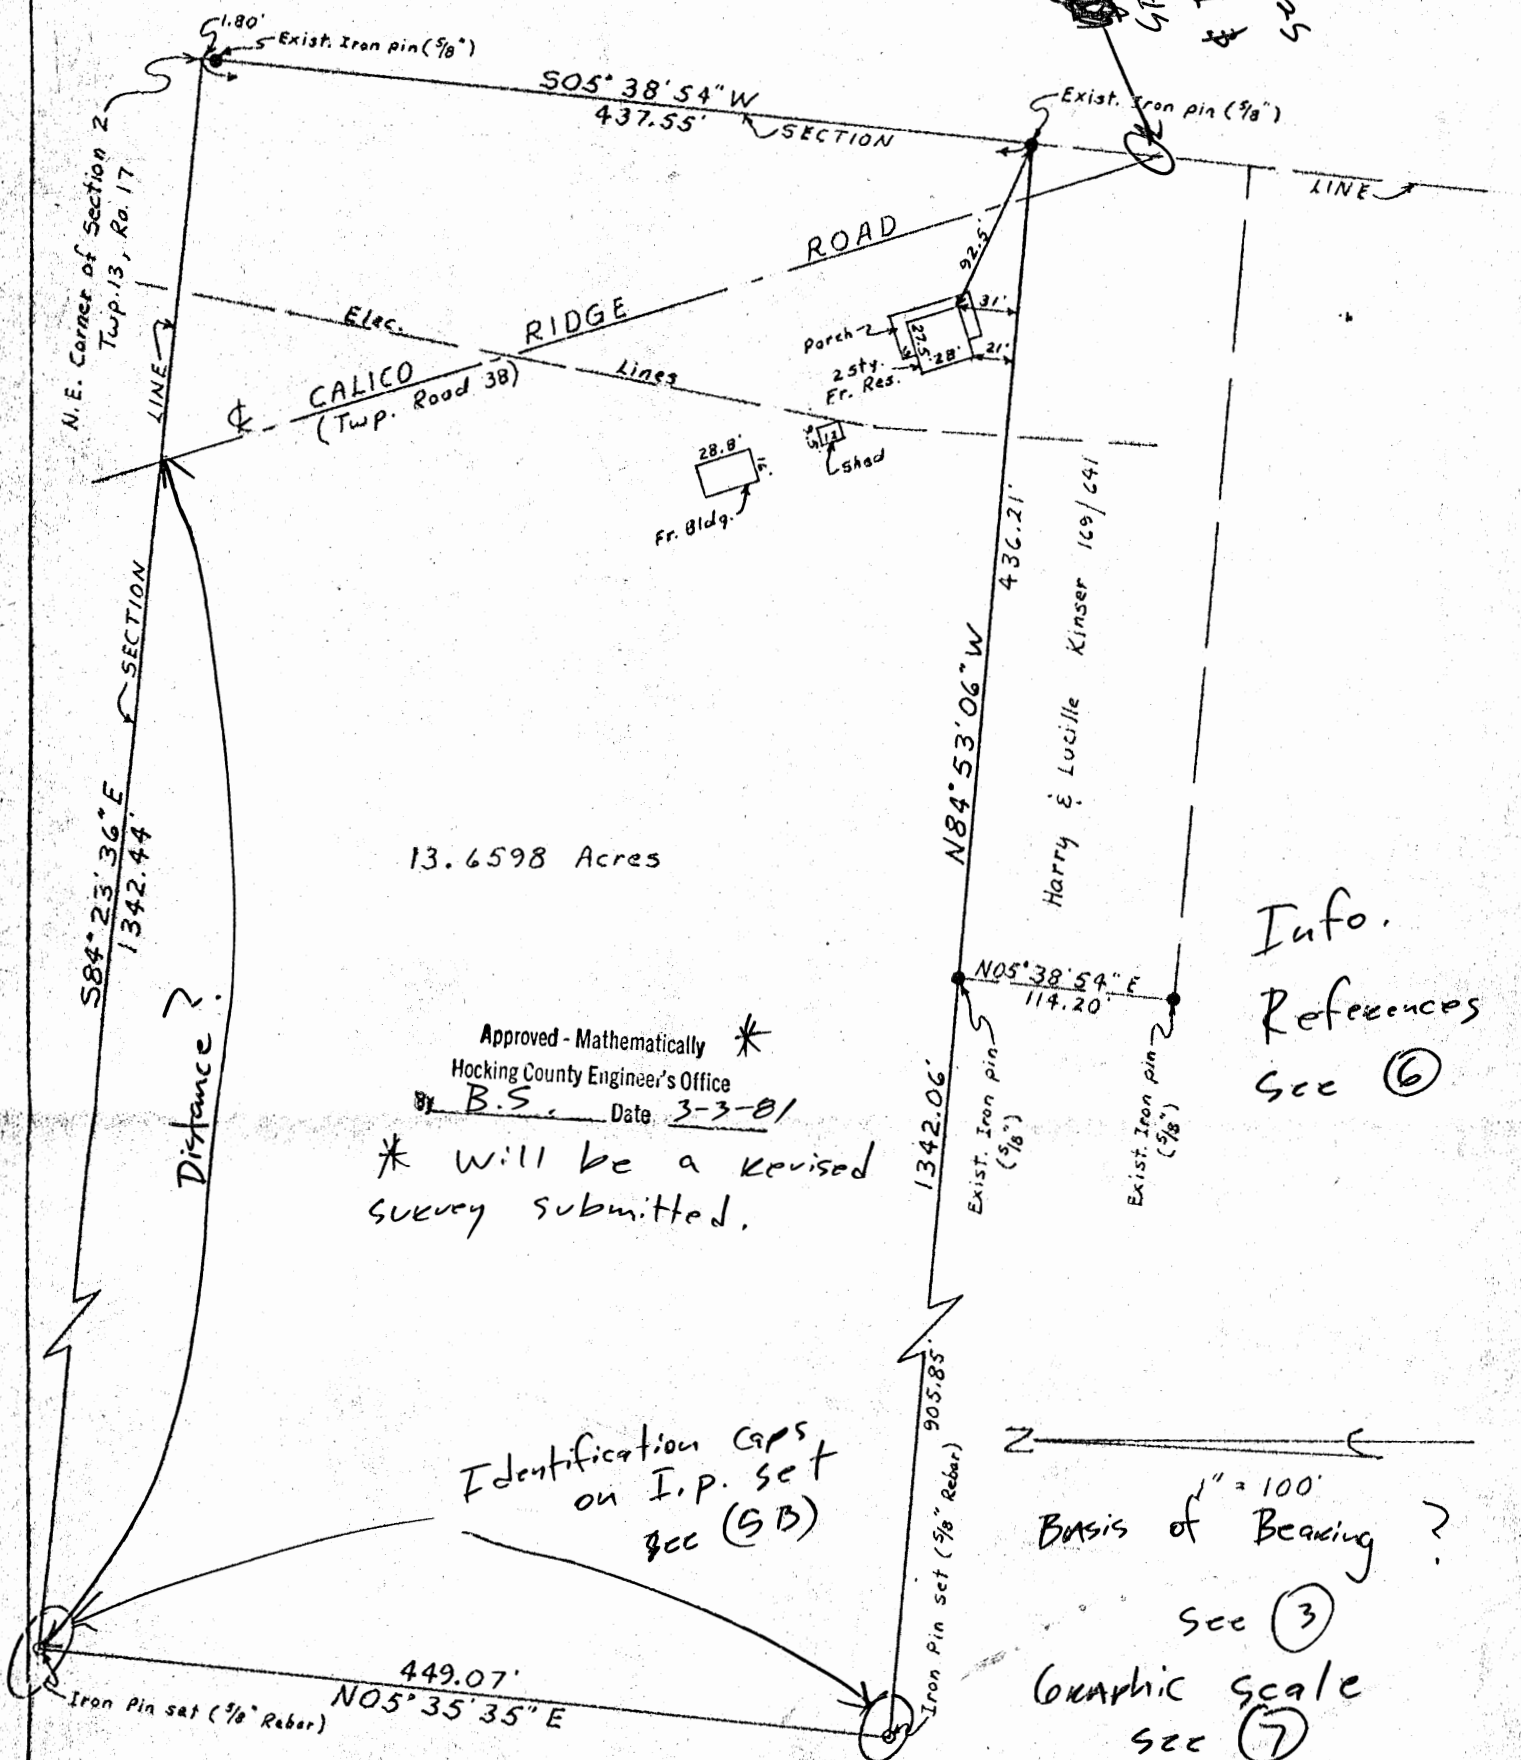 1.80'
Exist. Iron pin (5/8")
S05° 38' 54" W
437.55'
SECTION
Exist. Iron pin (5/8")
LINE
N.E. Corner of Section 2
Twp. 13, Ra. 17
LINE
Elec.
Lines
℄ CALICO RIDGE ROAD
(Twp. Road 38)
92.5'
31'
Porch
27.5'
28'
21'
2 sty.
Fr. Res.
12
Shed
28.8'
Fr. Bldg.
SECTION
S84° 23' 36" E
1342.44'
Distance ?
436.21'
N84° 53' 06" W
1342.06'
Harry & Lucille Kinser 169/641
13.6598 Acres
N05° 38' 54" E
114.20'
Exist. Iron pin
(5/8")
Exist. Iron pin
(5/8")
Info.
References
See 6
Approved - Mathematically *
Hocking County Engineer's Office
By B.S. Date 3-3-81
* Will be a revised
survey submitted.
905.85'
Iron Pin set (5/8" Rebar)
Identification caps
on I.p. set
see (5B)
1" = 100'
Basis of Bearing ?
See 3
Graphic scale
see 7
449.07'
N05° 35' 35" E
Iron Pin set (5/8" Rebar)